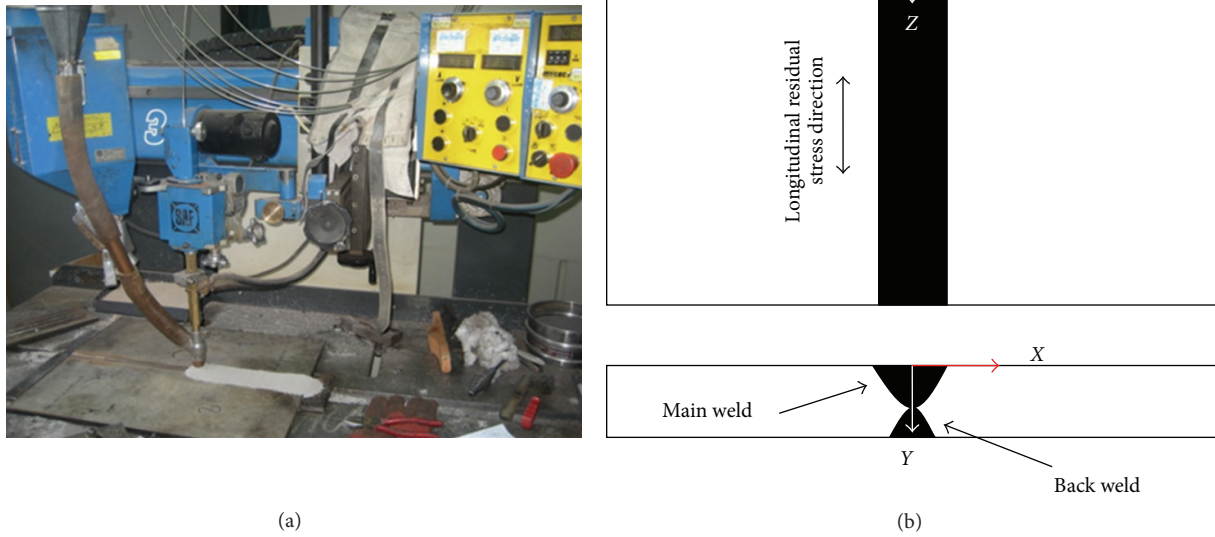 SAF
Z
Longitudinal residual
stress direction
X
Main weld
Y
Back weld
(a)
(b)